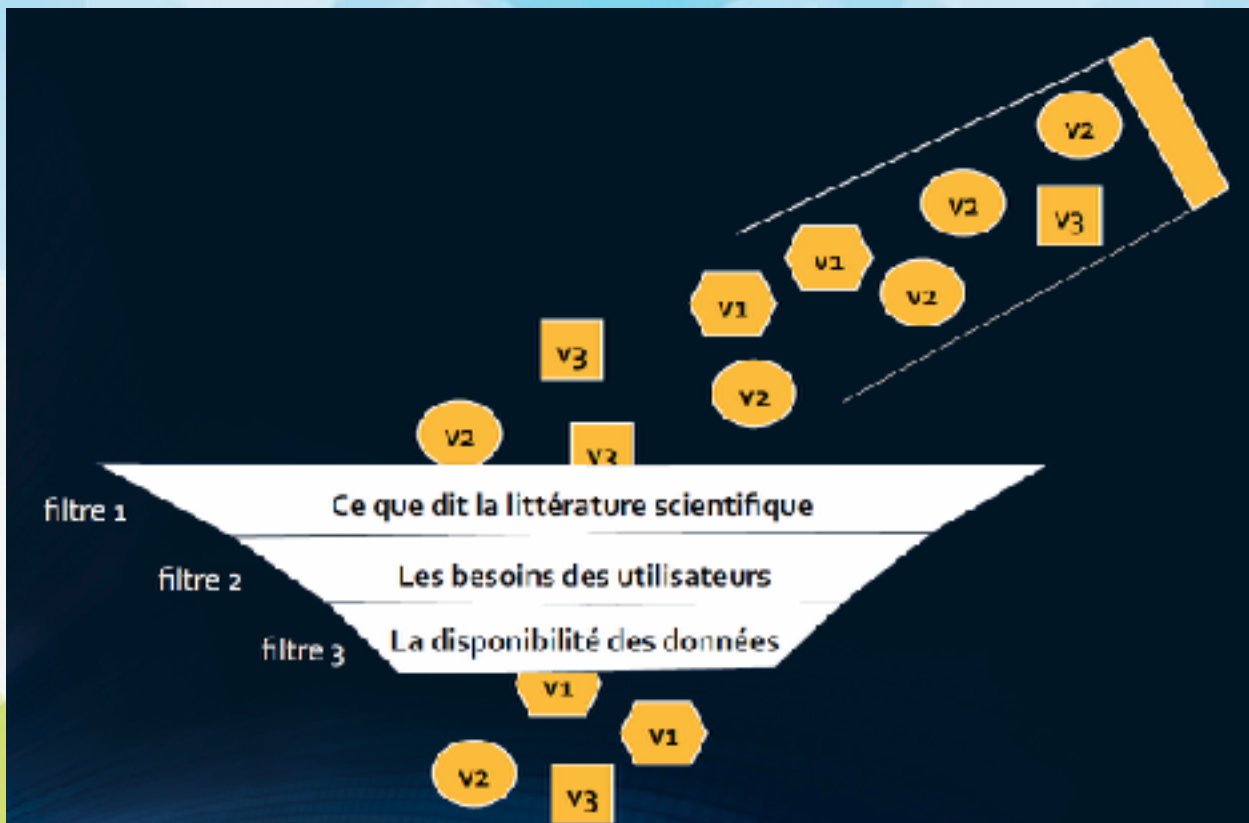 v2
v2
v3
v1
v2
v1
v3
v2
v2
v3
filtre 1
Ce que dit la littérature scientifique
filtre 2
Les besoins des utilisateurs
filtre 3
La disponibilité des données
v1
v1
v2
v3